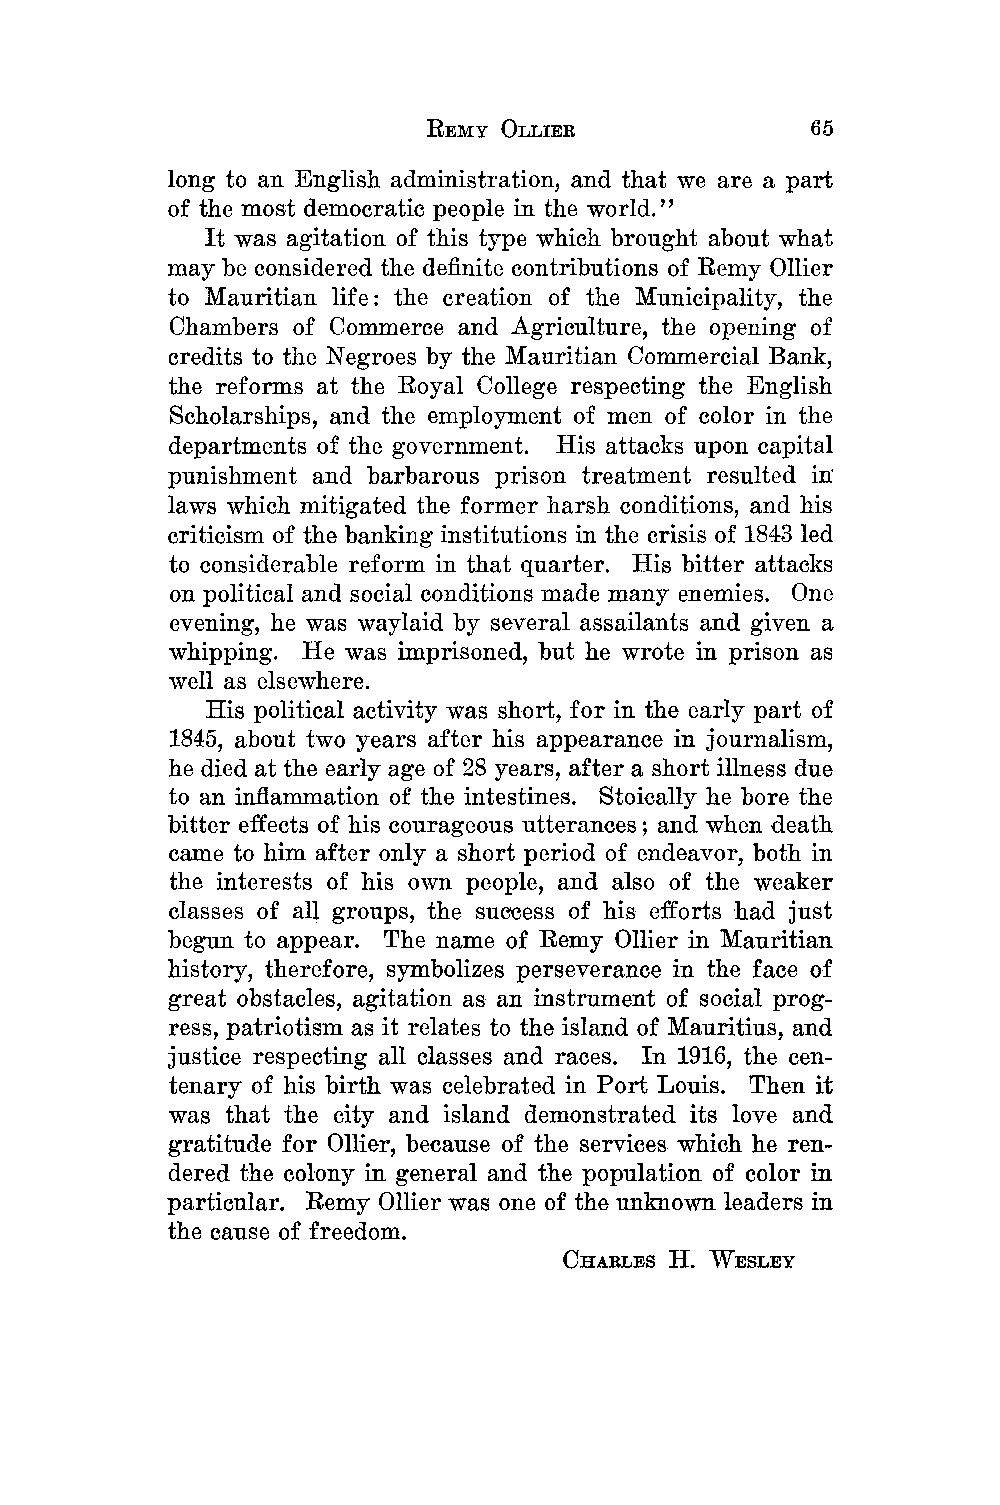 REMY OLLIER 65
long to an English administration, and that we are a part
of the most democratic people in the world."
It was agitation of this type which brought about what
may be considered the definite contributions of Remy Ollier
to Mauritian life: the creation of the Municipality, the
Chambers of Commerce and Agriculture, the opening of
credits to the Negroes by the Mauritian Commercial Bank,
the reforms at the Royal College respecting the English
Scholarships, and the employment of men of color in the
departments of the government. His attacks upon capital
punishment and barbarous prison treatment resulted in
laws which mitigated the former harsh conditions, and his
criticism of the banking institutions in the crisis of 1843 led
to considerable reform in that quarter. His bitter attacks
on political and social conditions made many enemies. One
evening, he was waylaid by several assailants and given a
whipping. He was imprisoned, but he wrote in prison as
well as elsewhere.
His political activity was short, for in the early part of
1845, about two years after his appearance in journalism,
he died at the early age of 28 years, after a short illness due
to an inflammation of the intestines. Stoically he bore the
bitter effects of his courageous utterances; and when death
came to him after only a short period of endeavor, both in
the interests of his own people, and also of the weaker
classes of all groups, the success of his efforts had just
begun to appear. The name of Remy Ollier in Mauritian
history, therefore, symbolizes perseverance in the face of
great obstacles, agitation as an instrument of social prog-
ress, patriotism as it relates to the island of Mauritius, and
justice respecting all classes and races. In 1916, the cen-
tenary of his birth was celebrated in Port Louis. Then it
was that the city and island demonstrated its love and
gratitude for Ollier, because of the services which he ren-
dered the colony in general and the population of color in
particular. Remy Ollier was one of the unknown leaders in
the cause of freedom.
CHARLES H. WESLEY